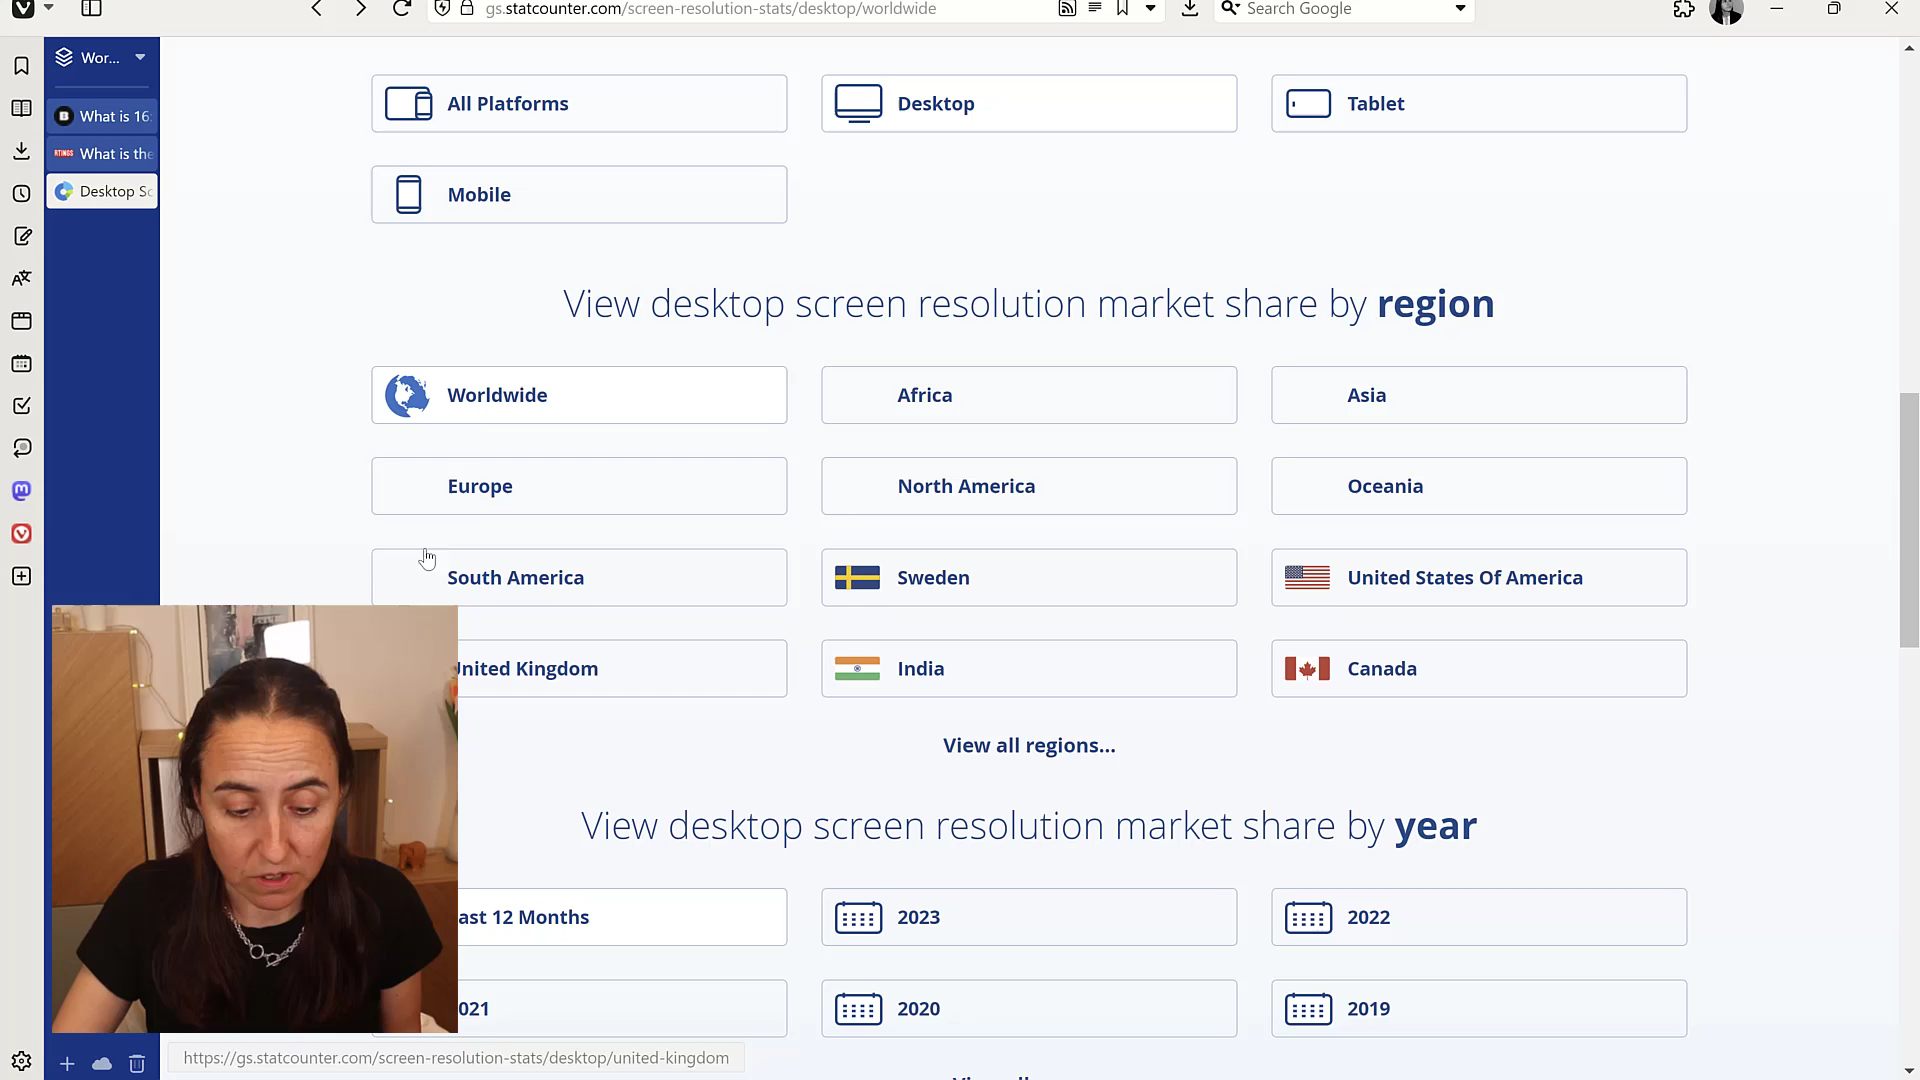 gs.statcounter.com/screen-resolution-stats/desktop/worldwide
Search Google
Wor...
What is 16:
What is the
Desktop Sc
All Platforms
Desktop
Tablet
Mobile
View desktop screen resolution market share by region
Worldwide
Africa
Asia
Europe
North America
Oceania
South America
Sweden
United States Of America
United Kingdom
India
Canada
View all regions...
View desktop screen resolution market share by year
ast 12 Months
2023
2022
021
2020
2019
https://gs.statcounter.com/screen-resolution-stats/desktop/united-kingdom